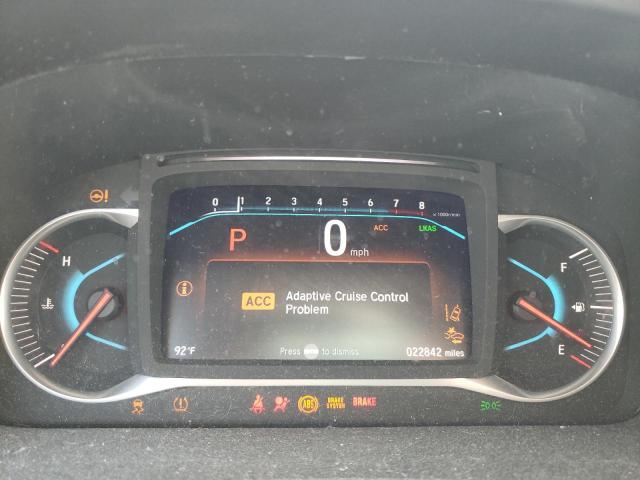 0 1 2 3 4 5 6 7 8
x1000r/min
P 0 mph ACC LKAS
H
F
ACC Adaptive Cruise Control
Problem
E
92°F Press to dismiss 022842 miles
ABS BRAKE
SYSTEM BRAKE